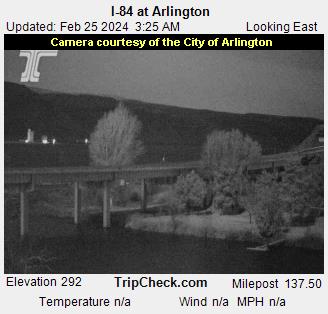 I-84 at Arlington
Updated: Feb 25 2024 3:25 AM Looking East
Camera courtesy of the City of Arlington
Elevation 292 TripCheck.com Milepost 137.50
Temperature n/a Wind n/a MPH n/a